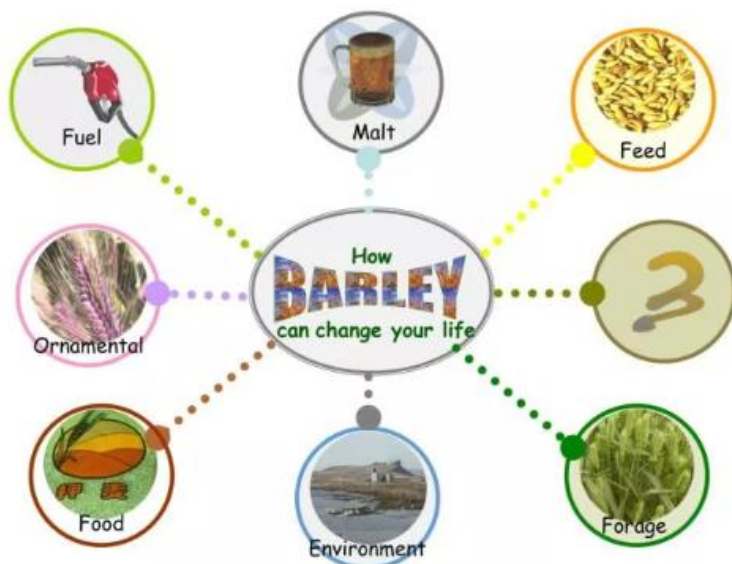 Fuel
Malt
Feed
How
BARLEY
can change your life
Ornamental
Food
Environment
Forage